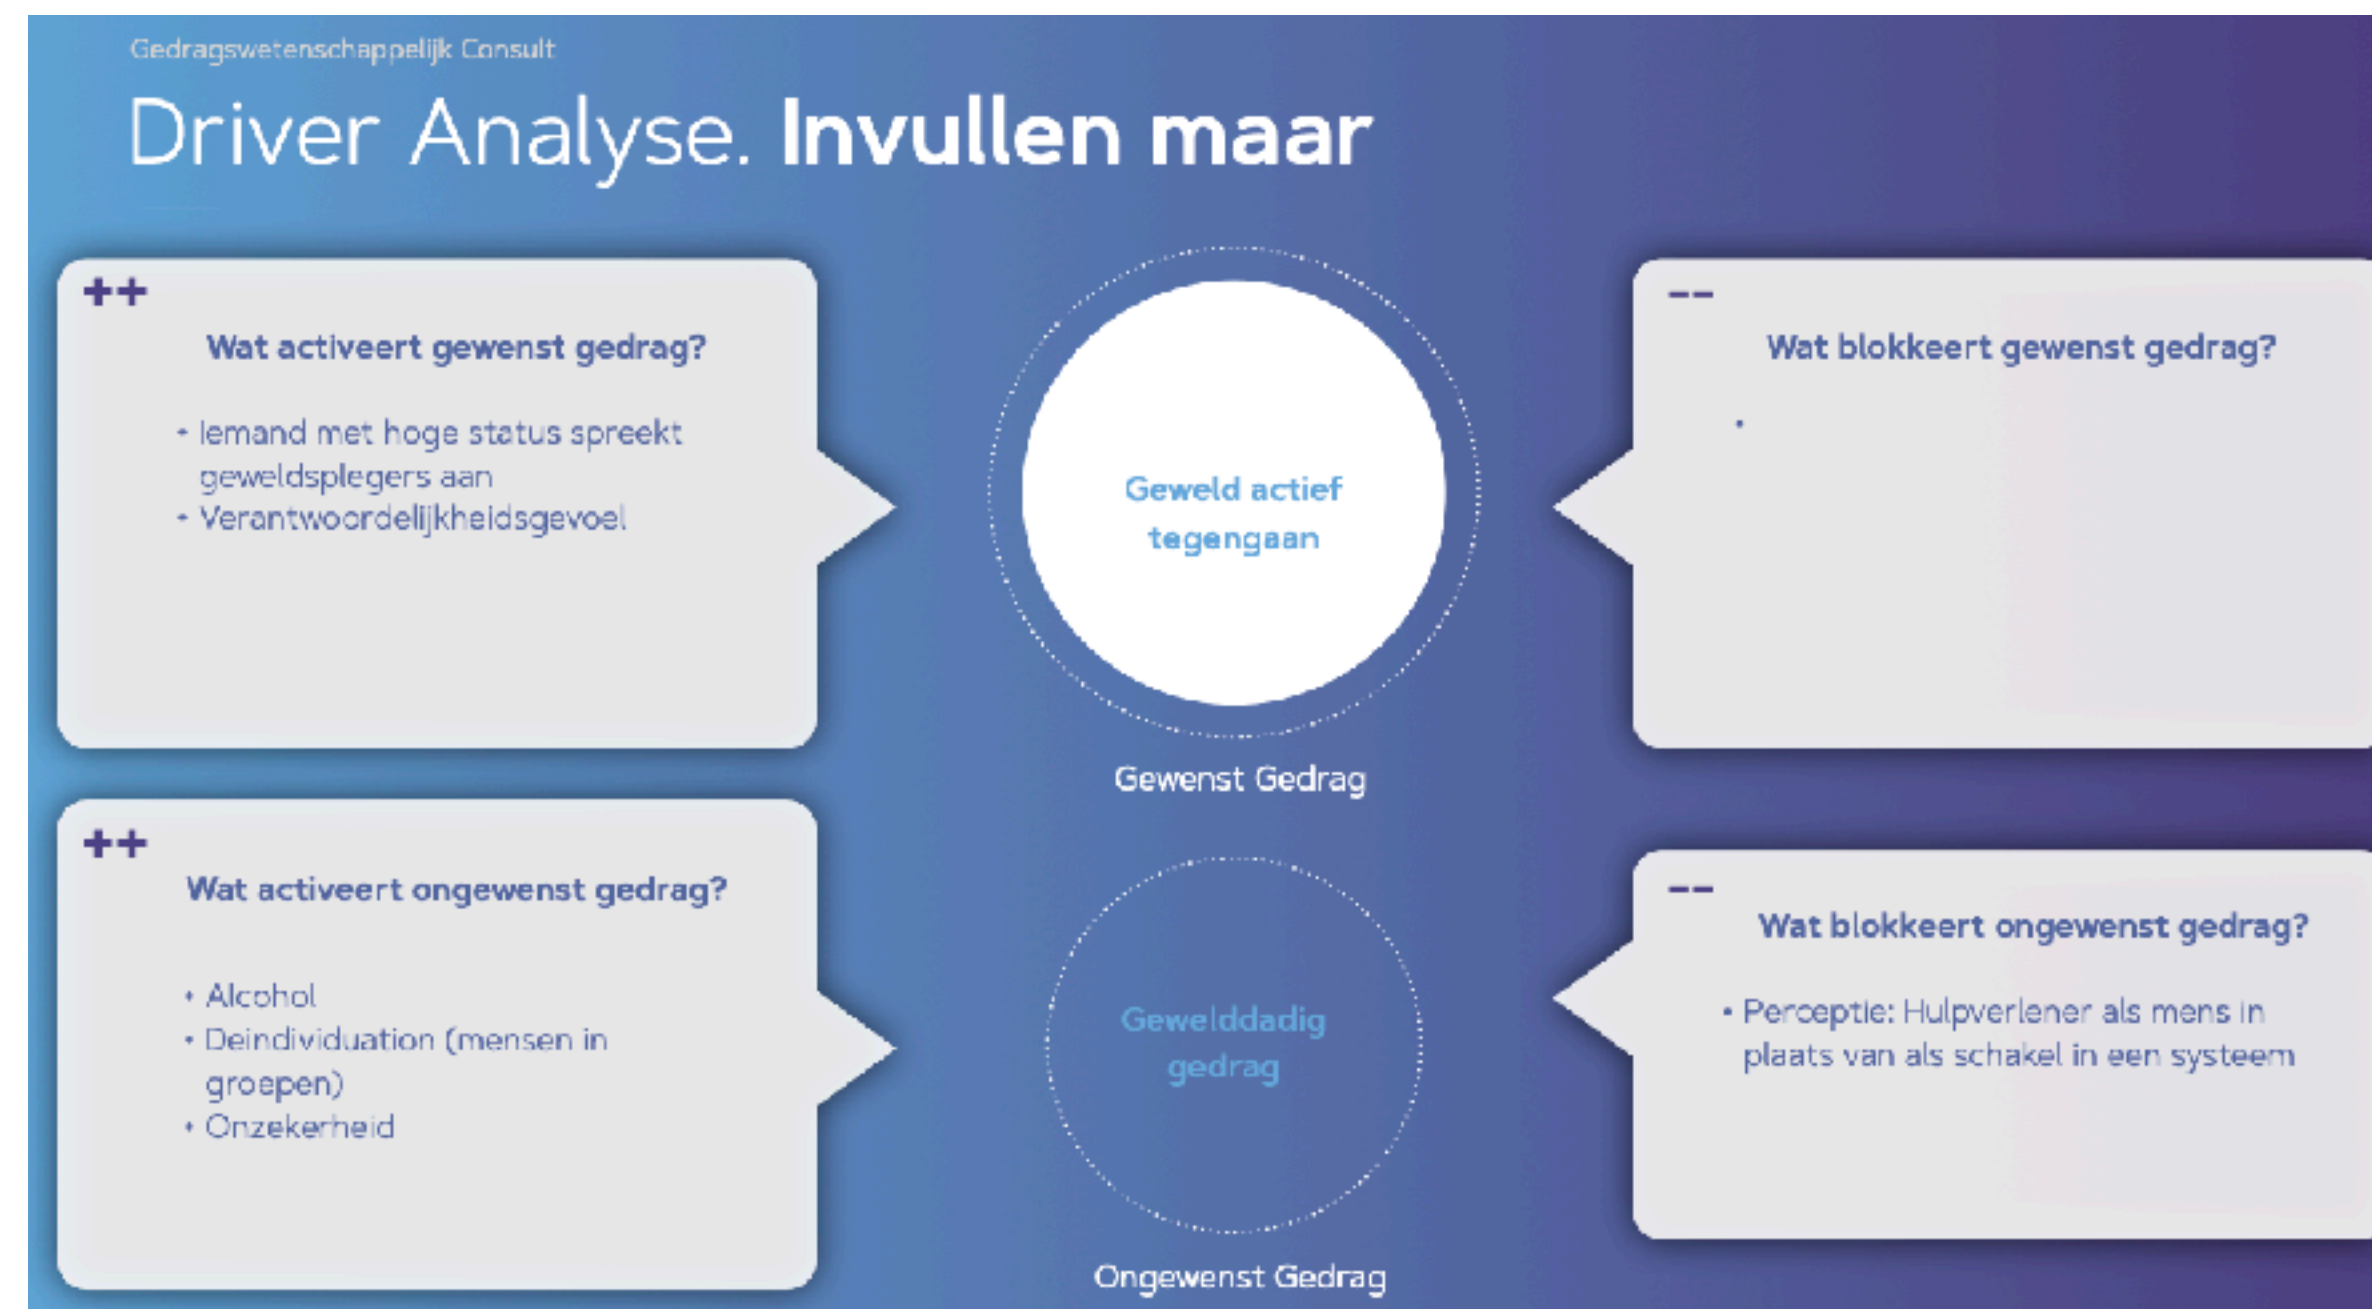 Gedragswetenschappelijk Consult
Driver Analyse. Invullen maar
++
Wat activeert gewenst gedrag?
• Iemand met hoge status spreekt
geweldsplegers aan
• Verantwoordelijkheidsgevoel
Geweld actief
tegengaan
Gewenst Gedrag
--
Wat blokkeert gewenst gedrag?
•
++
Wat activeert ongewenst gedrag?
• Alcohol
• Deindividuation (mensen in
groepen)
• Onzekerheid
Gewelddadig
gedrag
Ongewenst Gedrag
--
Wat blokkeert ongewenst gedrag?
• Perceptie: Hulpverlener als mens in
plaats van als schakel in een systeem